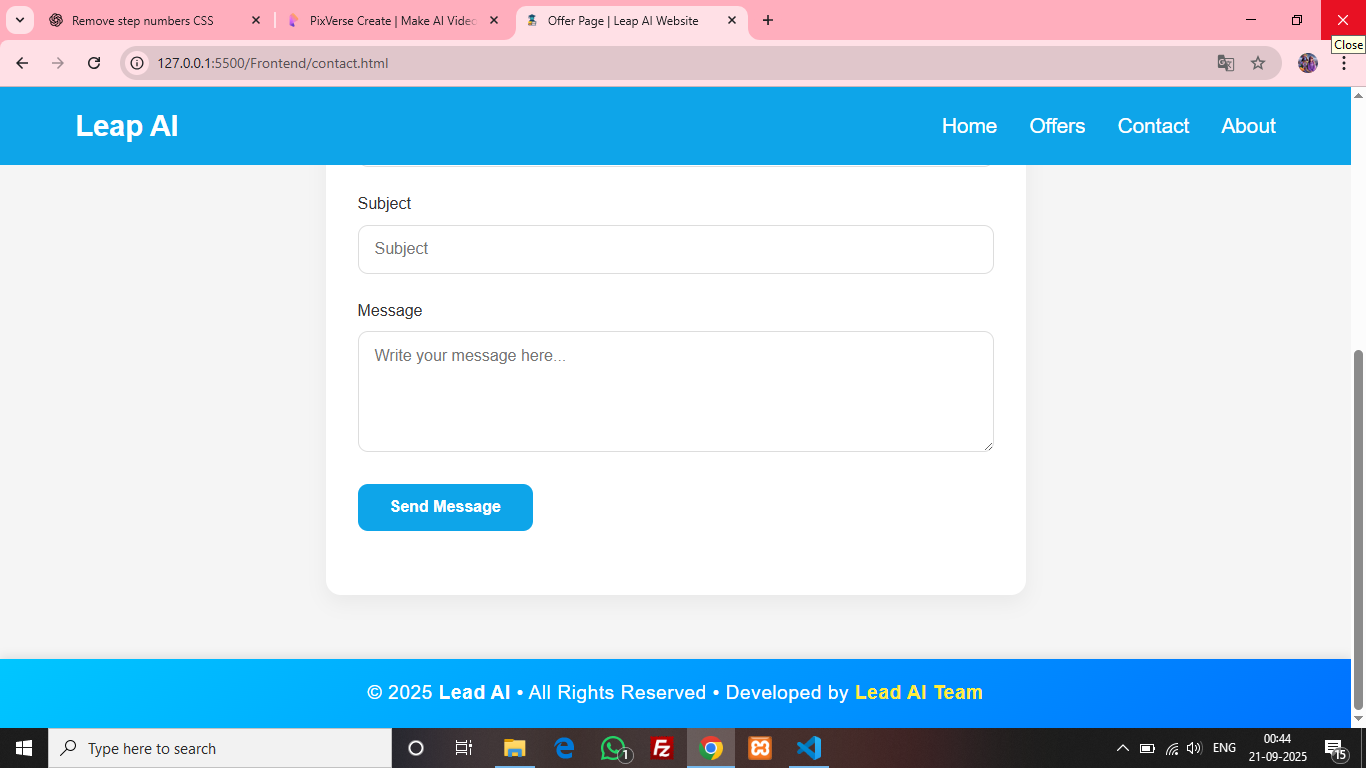 Remove step numbers CSS
PixVerse Create | Make AI Video
Offer Page | Leap AI Website
Close
127.0.0.1:5500/Frontend/contact.html
Leap AI
Home
Offers
Contact
About
Subject
Subject
Message
Write your message here...
Send Message
© 2025 Lead AI • All Rights Reserved • Developed by Lead AI Team
Type here to search
1
ENG
00:44
21-09-2025
15